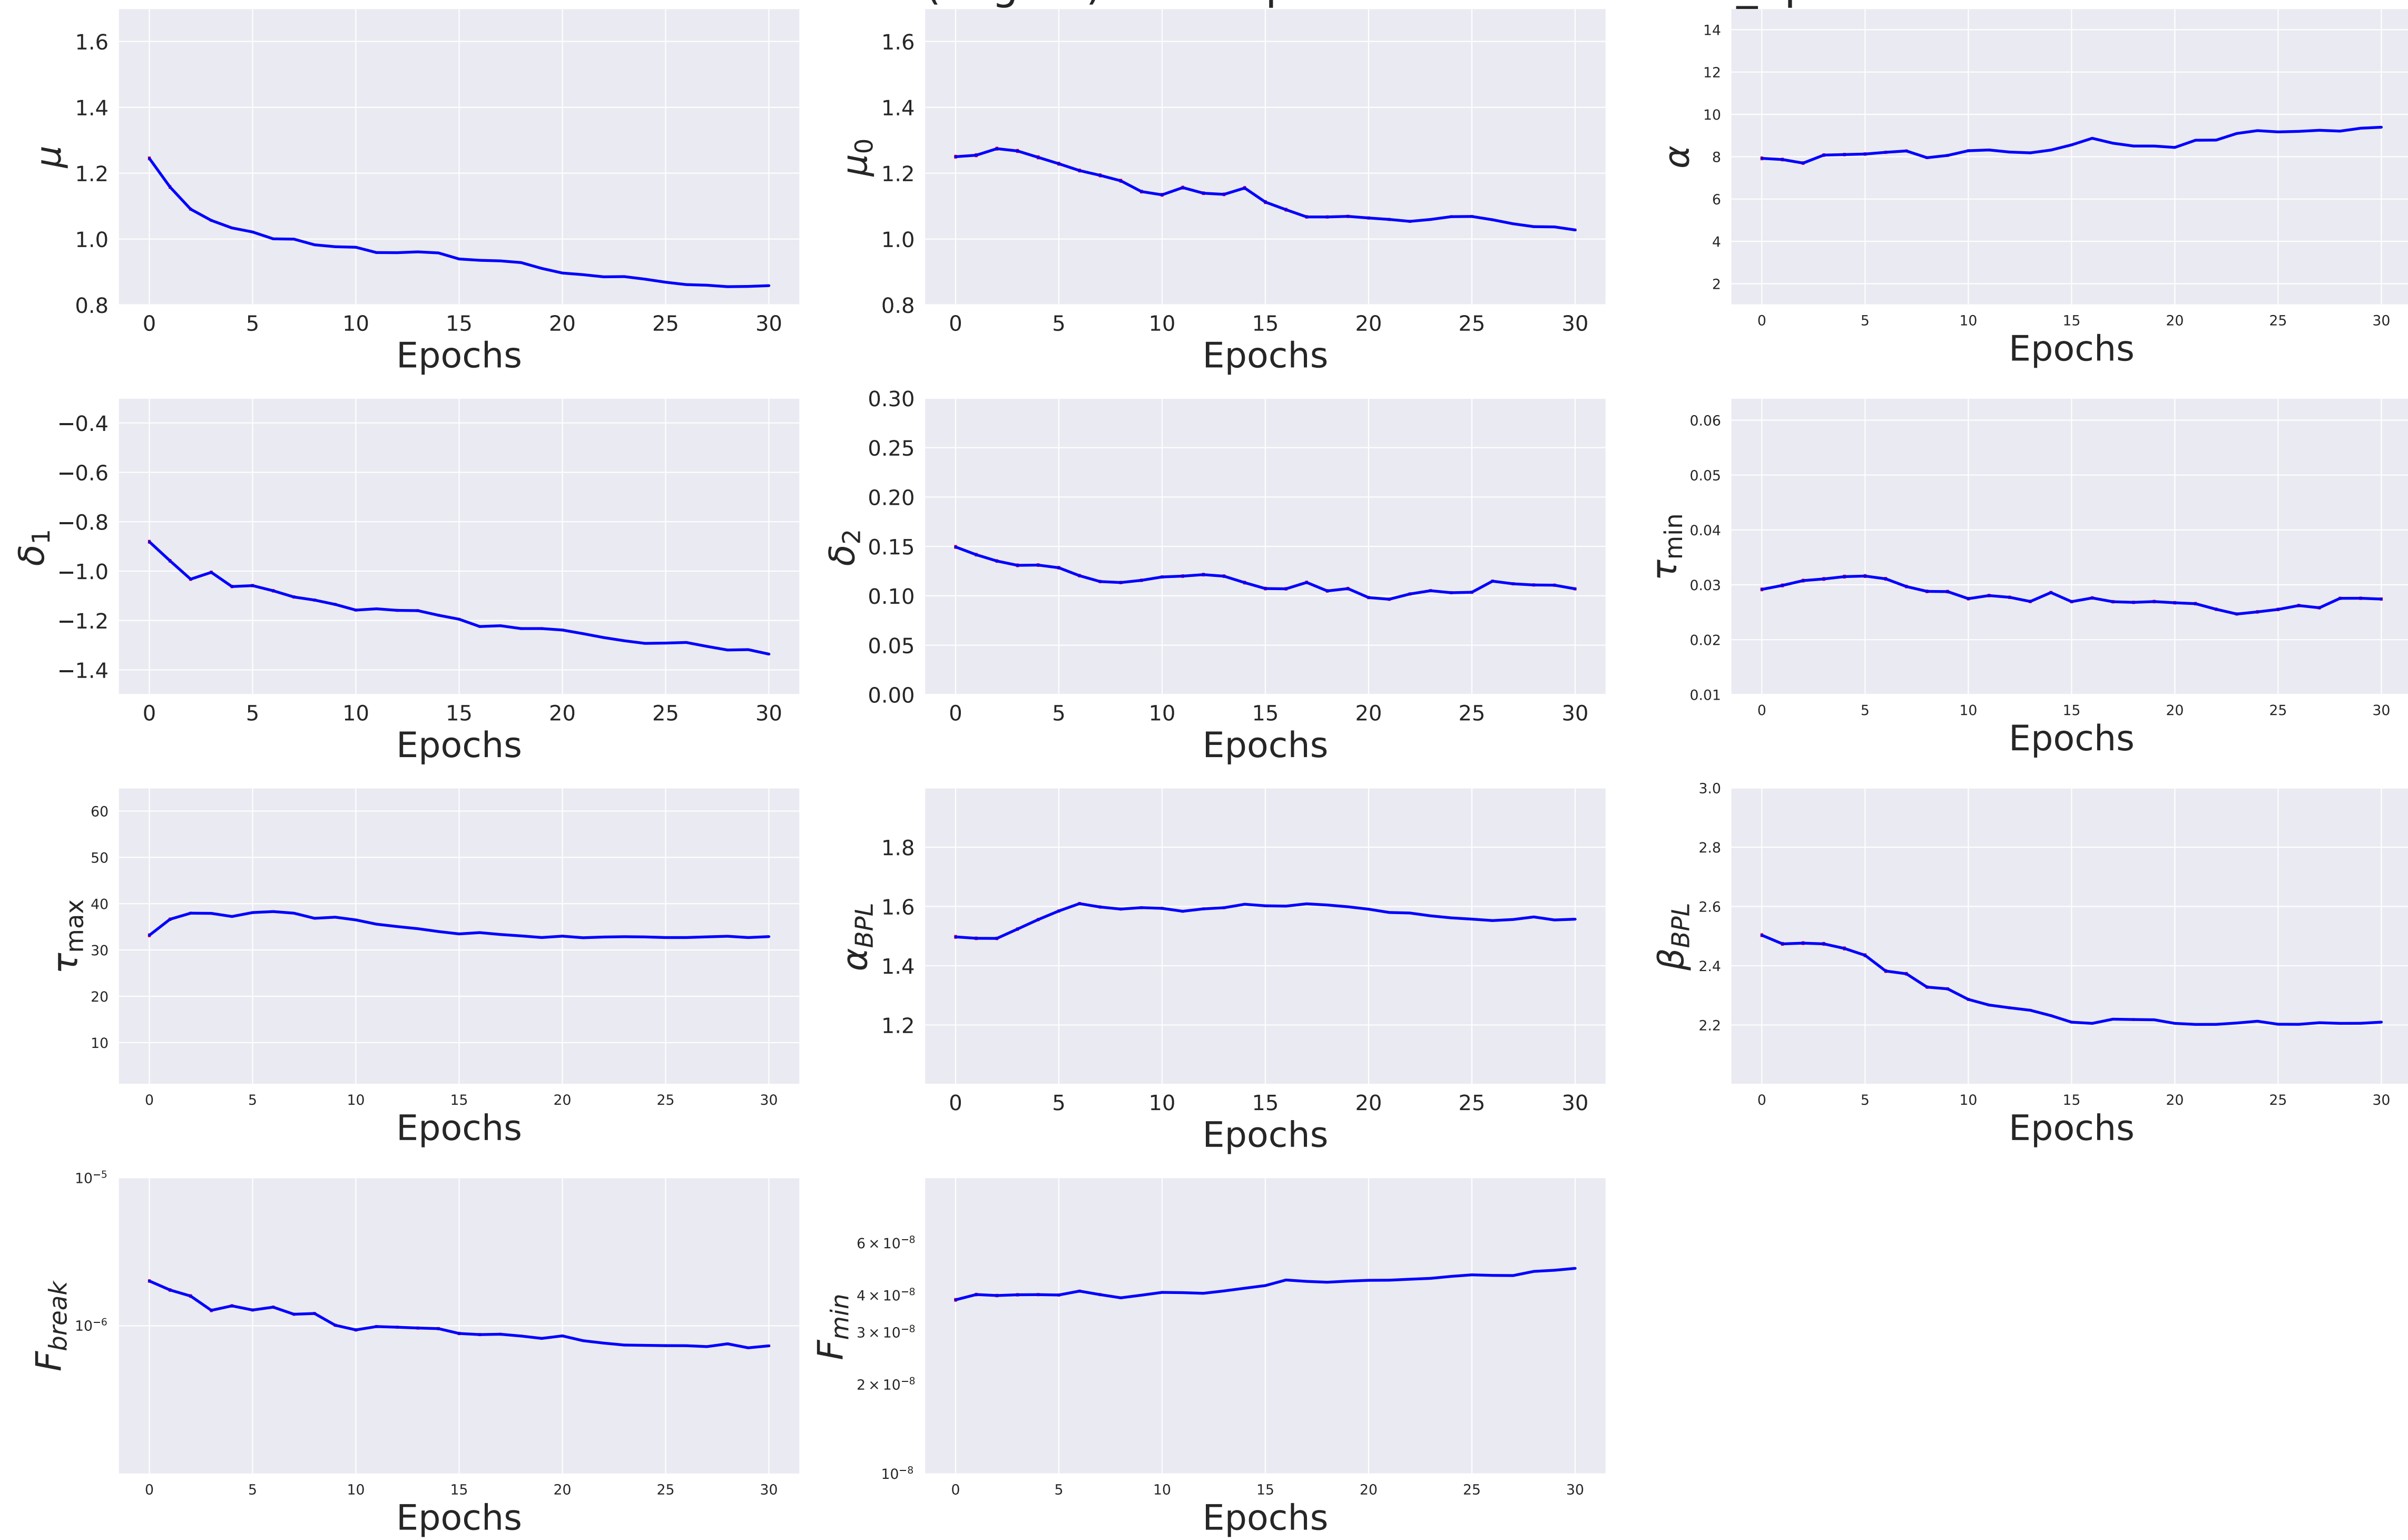 1.6 1.4 1.2 1.0 0.8
μ
0 5 10 15 20 25 30
Epochs
1.6 1.4 1.2 1.0 0.8
μ₀
0 5 10 15 20 25 30
Epochs
14 12 10 8 6 4 2
α
0 5 10 15 20 25 30
Epochs
−0.4 −0.6 −0.8 −1.0 −1.2 −1.4
δ₁
0 5 10 15 20 25 30
Epochs
0.30 0.25 0.20 0.15 0.10 0.05 0.00
δ₂
0 5 10 15 20 25 30
Epochs
0.06 0.05 0.04 0.03 0.02 0.01
τ_min
0 5 10 15 20 25 30
Epochs
60 50 40 30 20 10
τ_max
0 5 10 15 20 25 30
Epochs
1.8 1.6 1.4 1.2
α_BPL
0 5 10 15 20 25 30
Epochs
3.0 2.8 2.6 2.4 2.2
β_BPL
0 5 10 15 20 25 30
Epochs
10⁻⁵ 10⁻⁶
F_break
0 5 10 15 20 25 30
Epochs
6 × 10⁻⁸ 4 × 10⁻⁸ 3 × 10⁻⁸ 2 × 10⁻⁸ 10⁻⁸
F_min
0 5 10 15 20 25 30
Epochs